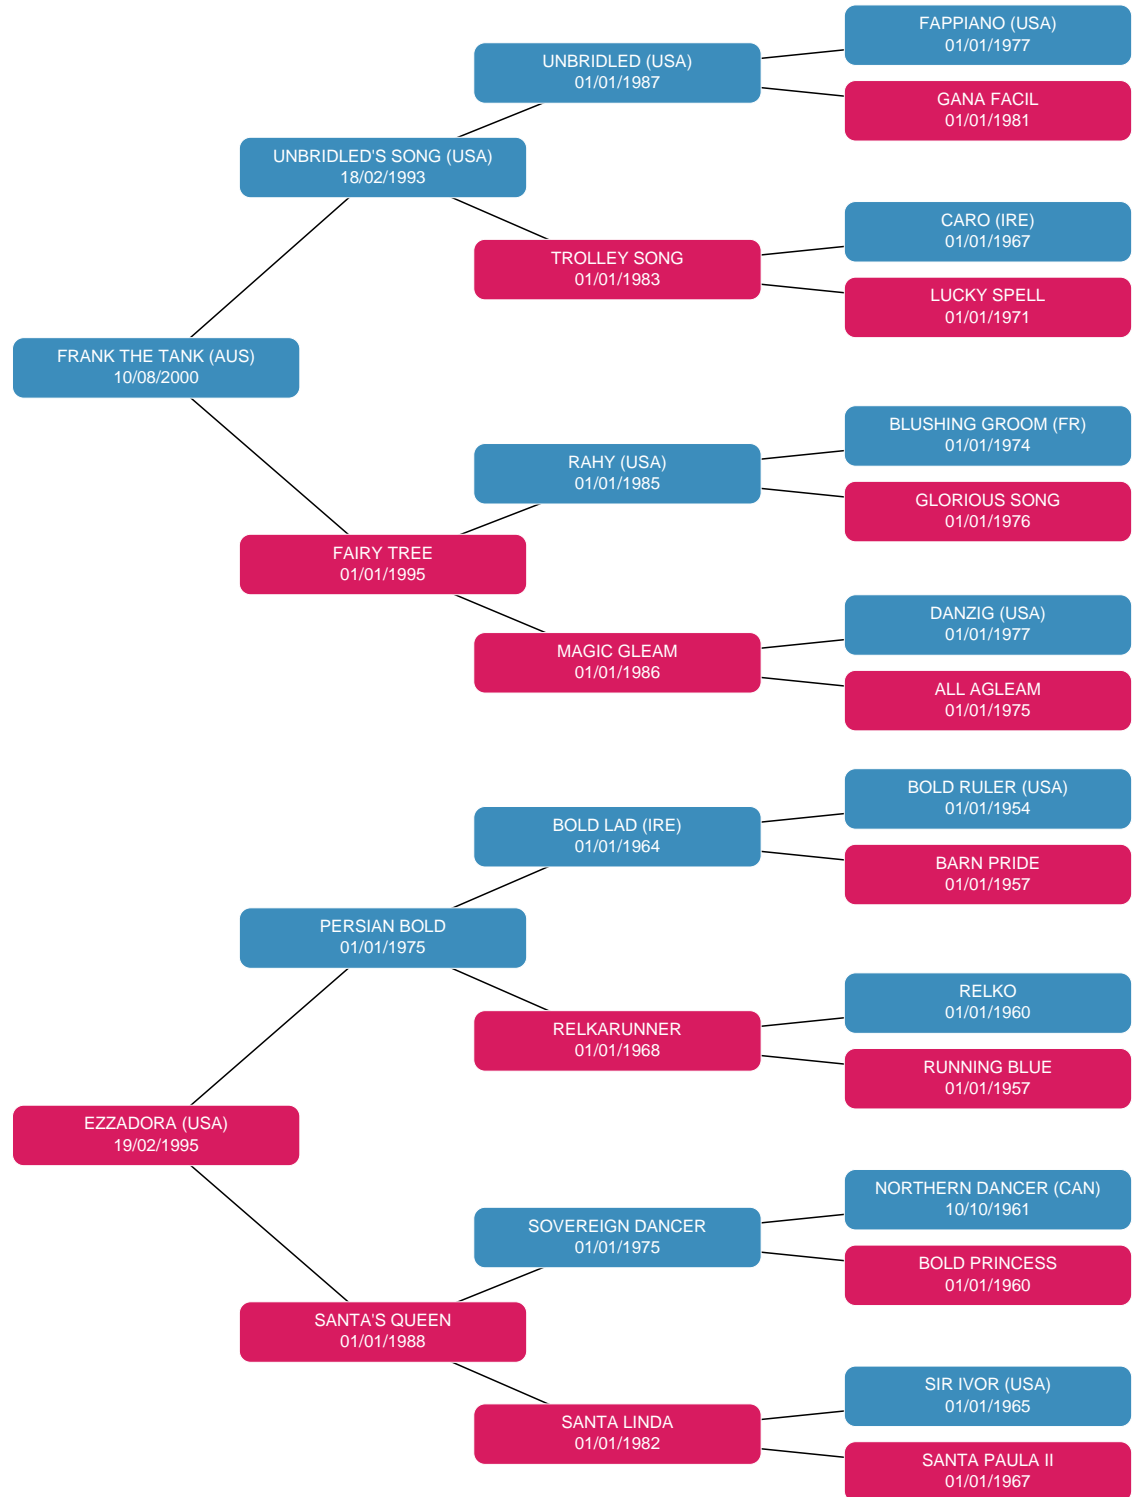 FAPPIANO (USA)
01/01/1977
UNBRIDLED (USA)
01/01/1987
GANA FACIL
01/01/1981
UNBRIDLED'S SONG (USA)
18/02/1993
CARO (IRE)
01/01/1967
TROLLEY SONG
01/01/1983
LUCKY SPELL
01/01/1971
FRANK THE TANK (AUS)
10/08/2000
BLUSHING GROOM (FR)
01/01/1974
RAHY (USA)
01/01/1985
GLORIOUS SONG
01/01/1976
FAIRY TREE
01/01/1995
DANZIG (USA)
01/01/1977
MAGIC GLEAM
01/01/1986
ALL AGLEAM
01/01/1975
BOLD RULER (USA)
01/01/1954
BOLD LAD (IRE)
01/01/1964
BARN PRIDE
01/01/1957
PERSIAN BOLD
01/01/1975
RELKO
01/01/1960
RELKARUNNER
01/01/1968
RUNNING BLUE
01/01/1957
EZZADORA (USA)
19/02/1995
NORTHERN DANCER (CAN)
10/10/1961
SOVEREIGN DANCER
01/01/1975
BOLD PRINCESS
01/01/1960
SANTA'S QUEEN
01/01/1988
SIR IVOR (USA)
01/01/1965
SANTA LINDA
01/01/1982
SANTA PAULA II
01/01/1967